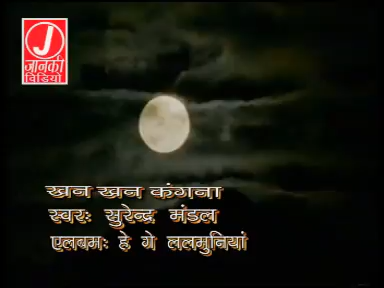 J
जानकी
विडियो
खन खन कंगना
स्वरः सुरेन्द्र मंडल
एलबमः हे गे ललमुनियां